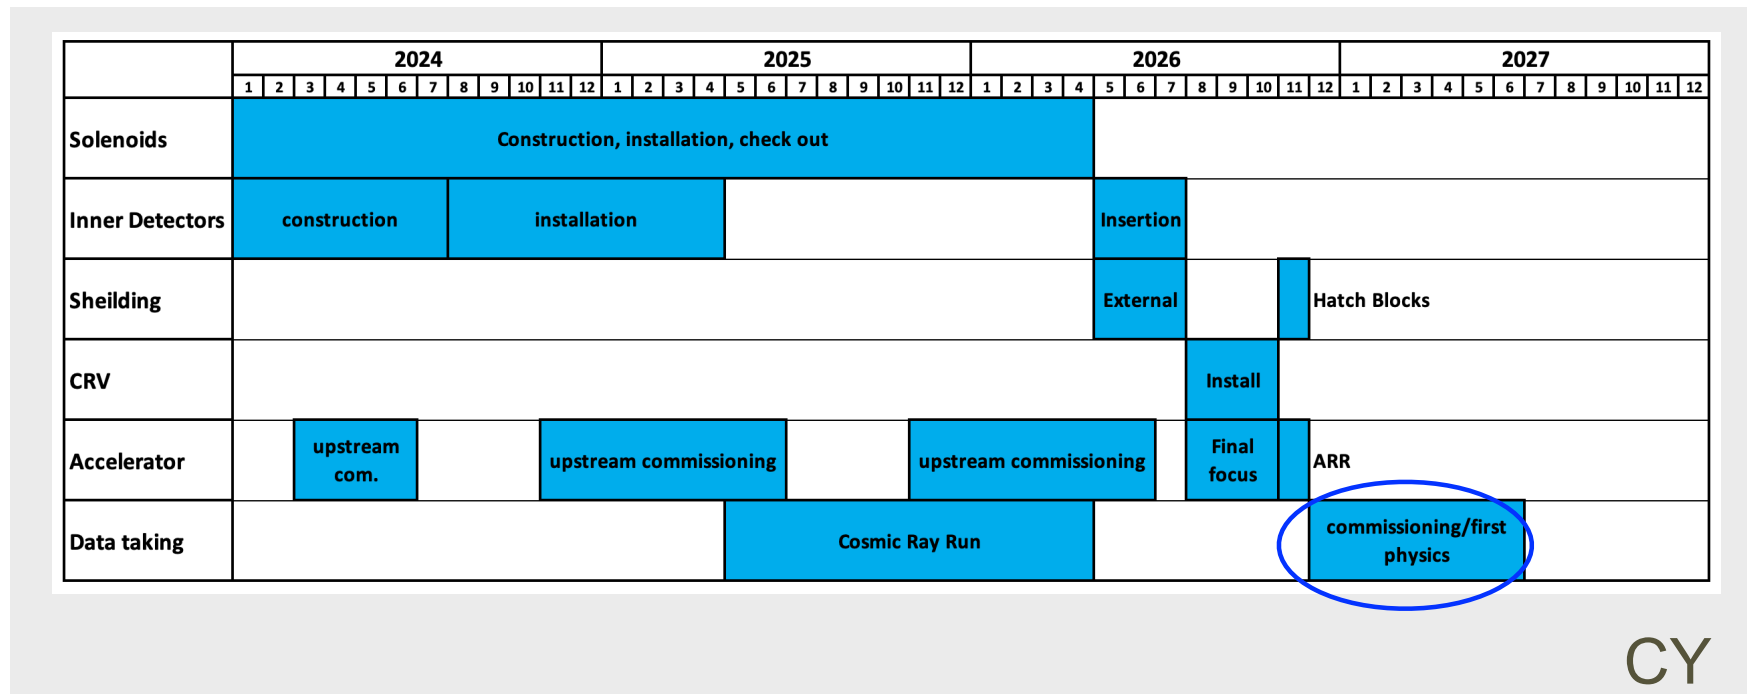 2024 2025 2026 2027
1 2 3 4 5 6 7 8 9 10 11 12 1 2 3 4 5 6 7 8 9 10 11 12 1 2 3 4 5 6 7 8 9 10 11 12 1 2 3 4 5 6 7 8 9 10 11 12
Solenoids
Construction, installation, check out
Inner Detectors
construction
installation
Insertion
Sheilding
External
Hatch Blocks
CRV
Install
Accelerator
upstream
com.
upstream commissioning
upstream commissioning
Final
focus
ARR
Data taking
Cosmic Ray Run
commissioning/first
physics
CY